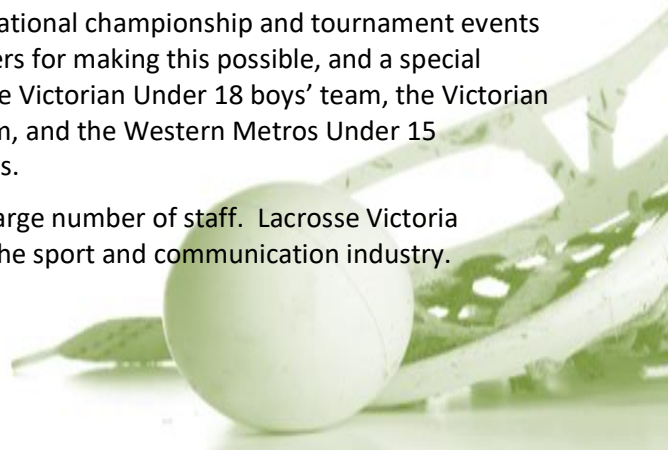 ational championship and tournament events
ers for making this possible, and a special
e Victorian Under 18 boys’ team, the Victorian
m, and the Western Metros Under 15
s.
arge number of staff.  Lacrosse Victoria
he sport and communication industry.